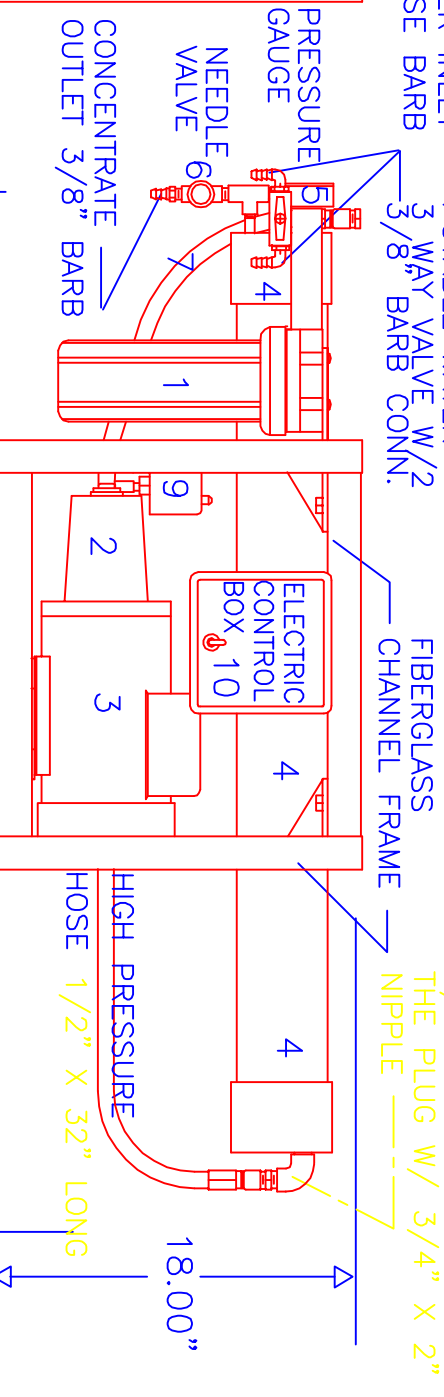 INLET
SE BARB
3 WAY VALVE W/2
3/8" BARB CONN.
PRESSURE
GAUGE
NEEDLE
VALVE
CONCENTRATE
OUTLET 3/8" BARB
5
6
7
4
1
9
2
3
ELECTRIC
CONTROL
BOX 10
4
4
FIBERGLASS
CHANNEL FRAME
THE PLUG W/ 3/4" X 2"
NIPPLE
HIGH PRESSURE
HOSE 1/2" X 32" LONG
18.00"